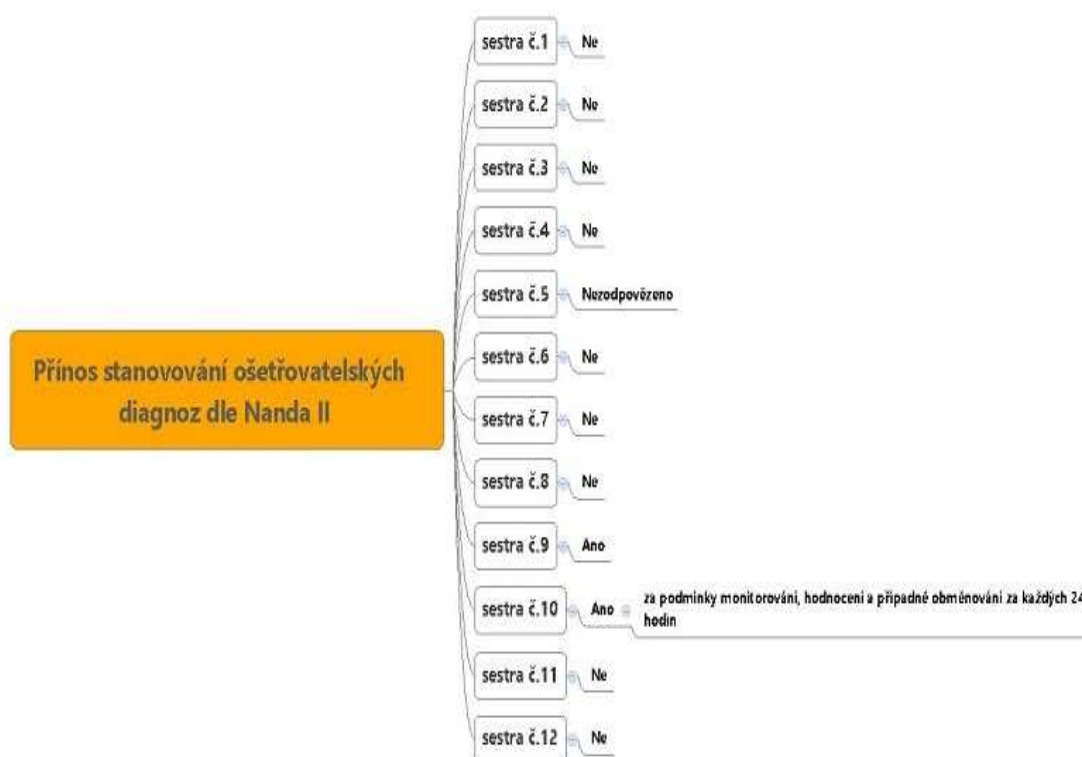 Přínos stanovování ošetřovatelských
diagnoz dle Nanda II
sestra č.1 Ne
sestra č.2 Ne
sestra č.3 Ne
sestra č.4 Ne
sestra č.5 Nezodpovězeno
sestra č.6 Ne
sestra č.7 Ne
sestra č.8 Ne
sestra č.9 Ano
sestra č.10 Ano za podmínky monitorování, hodnocení a případné obměnování za každých 24
hodin
sestra č.11 Ne
sestra č.12 Ne